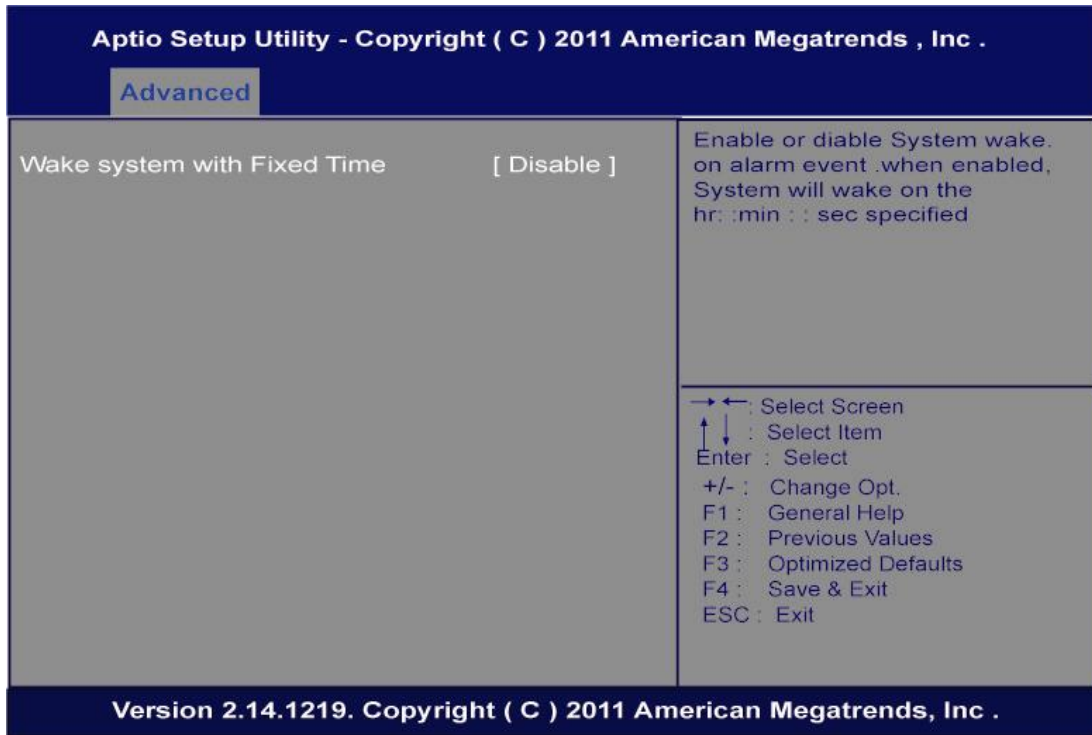 Aptio Setup Utility - Copyright ( C ) 2011 American Megatrends , Inc .
Advanced
Wake system with Fixed Time [ Disable ]
Enable or diable System wake.
on alarm event .when enabled,
System will wake on the
hr: :min : : sec specified
→ ←: Select Screen
↑ ↓ : Select Item
Enter : Select
+/- : Change Opt.
F1 : General Help
F2 : Previous Values
F3 : Optimized Defaults
F4 : Save & Exit
ESC : Exit
Version 2.14.1219. Copyright ( C ) 2011 American Megatrends, Inc .